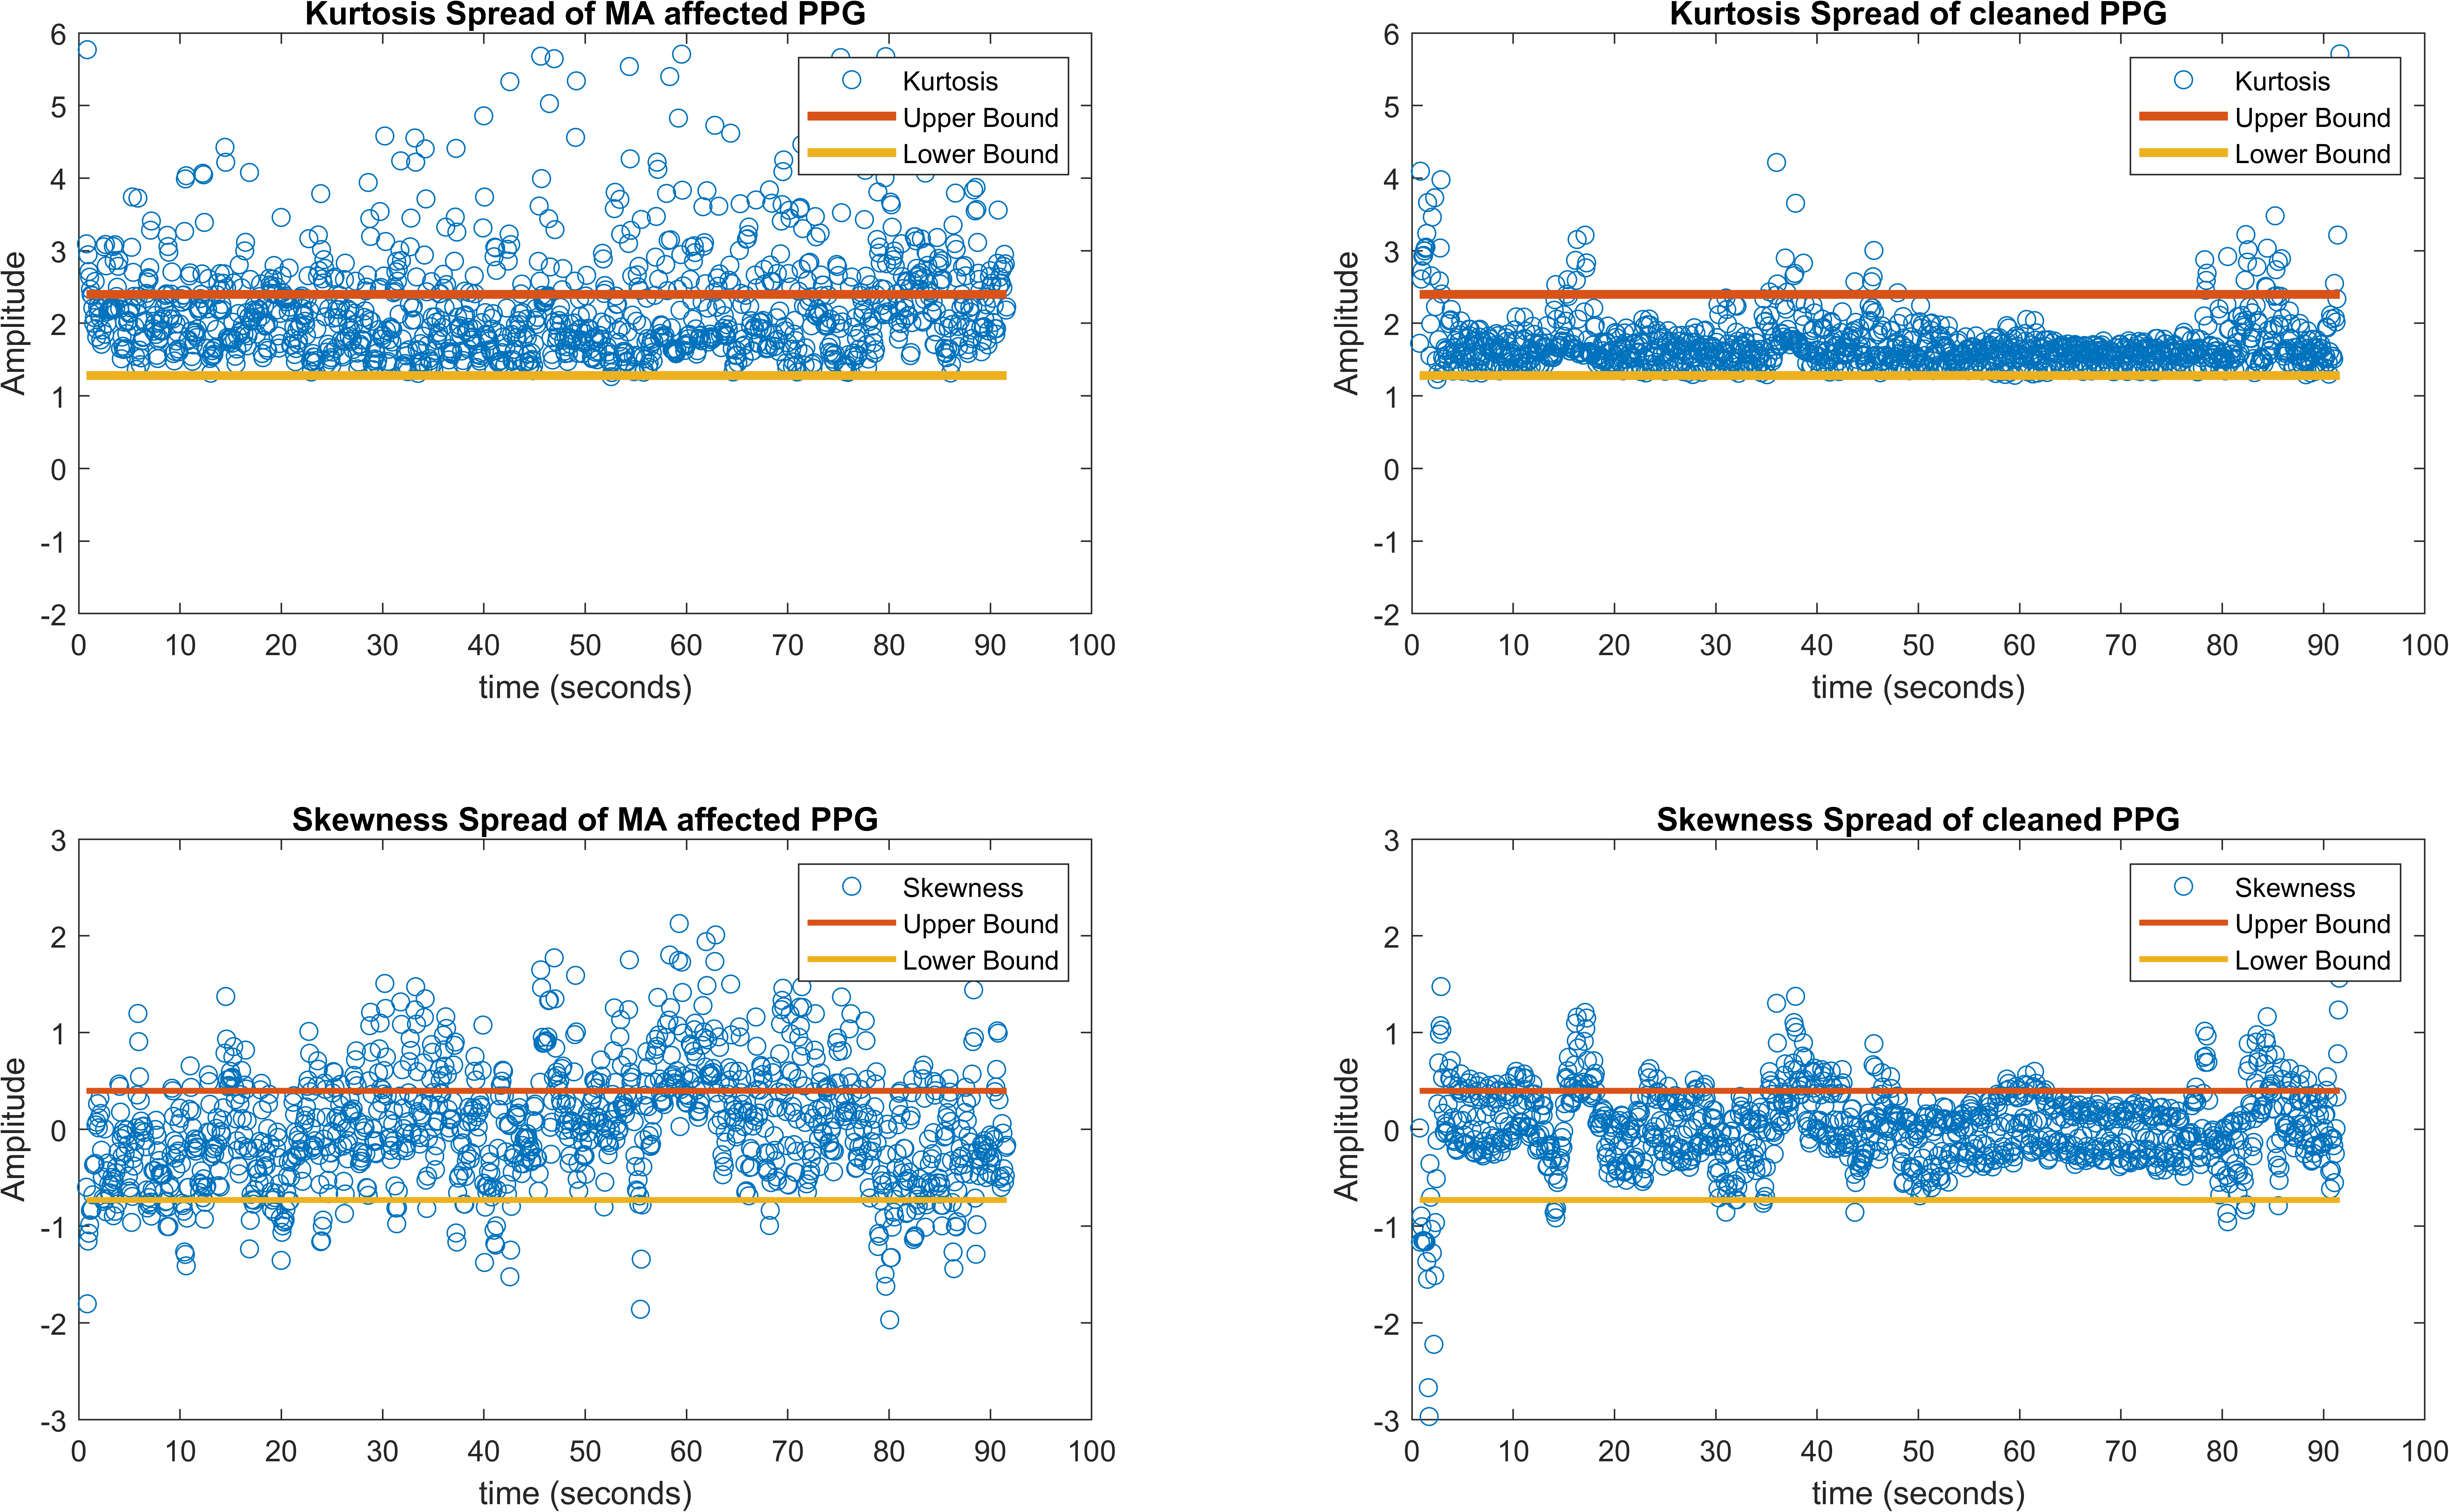 Kurtosis Spread of MA affected PPG
6
5
4
3
2
1
0
-1
-2
Amplitude
Kurtosis
Upper Bound
Lower Bound
0 10 20 30 40 50 60 70 80 90 100
time (seconds)
Kurtosis Spread of cleaned PPG
6
5
4
3
2
1
0
-1
-2
Amplitude
Kurtosis
Upper Bound
Lower Bound
0 10 20 30 40 50 60 70 80 90 100
time (seconds)
Skewness Spread of MA affected PPG
3
2
1
0
-1
-2
-3
Amplitude
Skewness
Upper Bound
Lower Bound
0 10 20 30 40 50 60 70 80 90 100
time (seconds)
Skewness Spread of cleaned PPG
3
2
1
0
-1
-2
-3
Amplitude
Skewness
Upper Bound
Lower Bound
0 10 20 30 40 50 60 70 80 90 100
time (seconds)